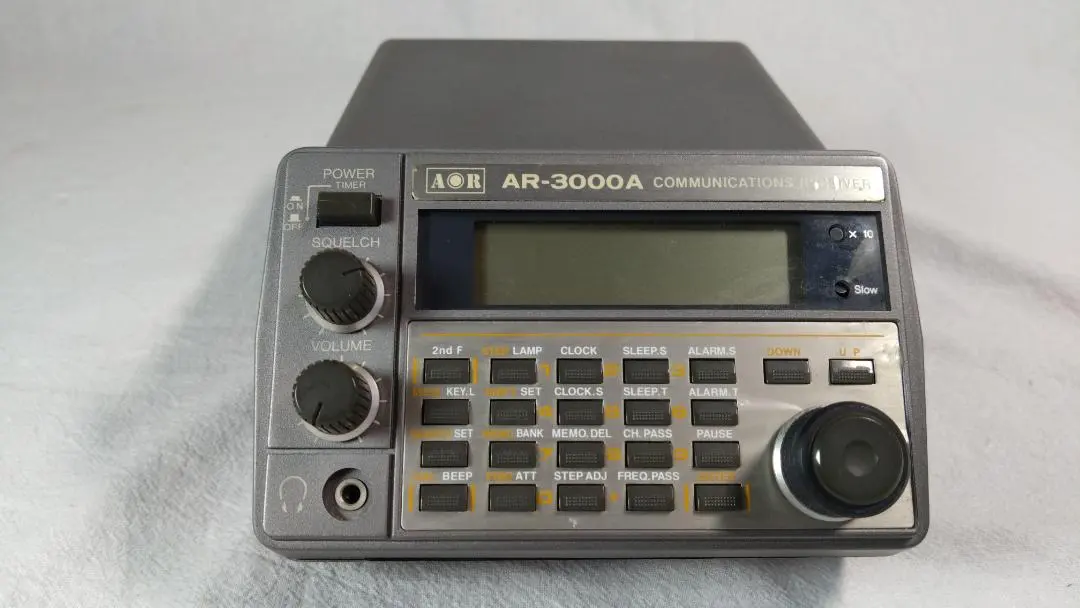 POWER
TIMER
ON
OFF
SQUELCH
VOLUME
AOR AR-3000A COMMUNICATIONS
× 10
Slow
DOWN UP
2nd F LAMP CLOCK SLEEP.S ALARM.S
KEY.L SET CLOCK.S SLEEP.T ALARM.T
SET BANK MEMO.DEL CH.PASS PAUSE
BEEP ATT STEP ADJ FREQ.PASS